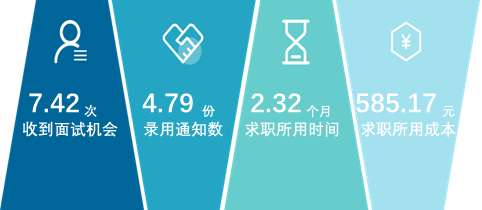 7.42 次
收到面试机会
4.79 份
录用通知数
2.32 个月
求职所用时间
585.17 元
求职所用成本